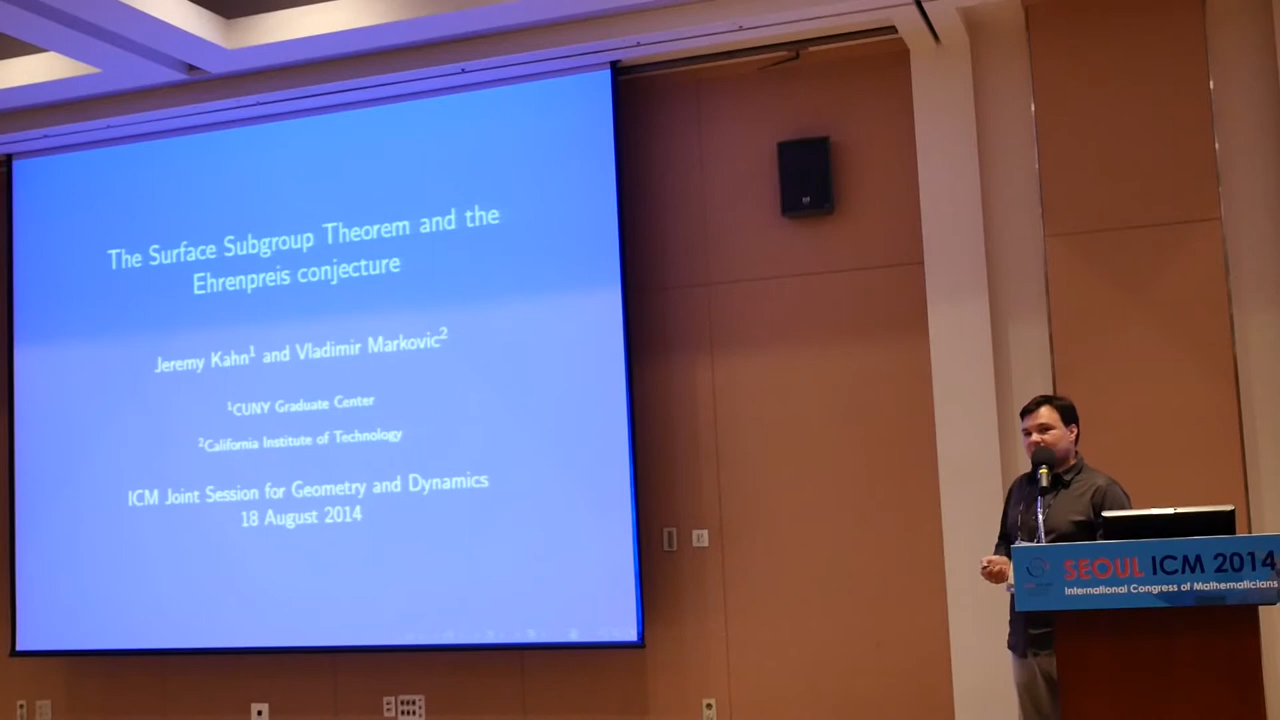 The Surface Subgroup Theorem and the
Ehrenpreis conjecture
Jeremy Kahn¹ and Vladimir Markovic²
¹CUNY Graduate Center
²California Institute of Technology
ICM Joint Session for Geometry and Dynamics
18 August 2014
SEOUL ICM 2014
International Congress of Mathematicians